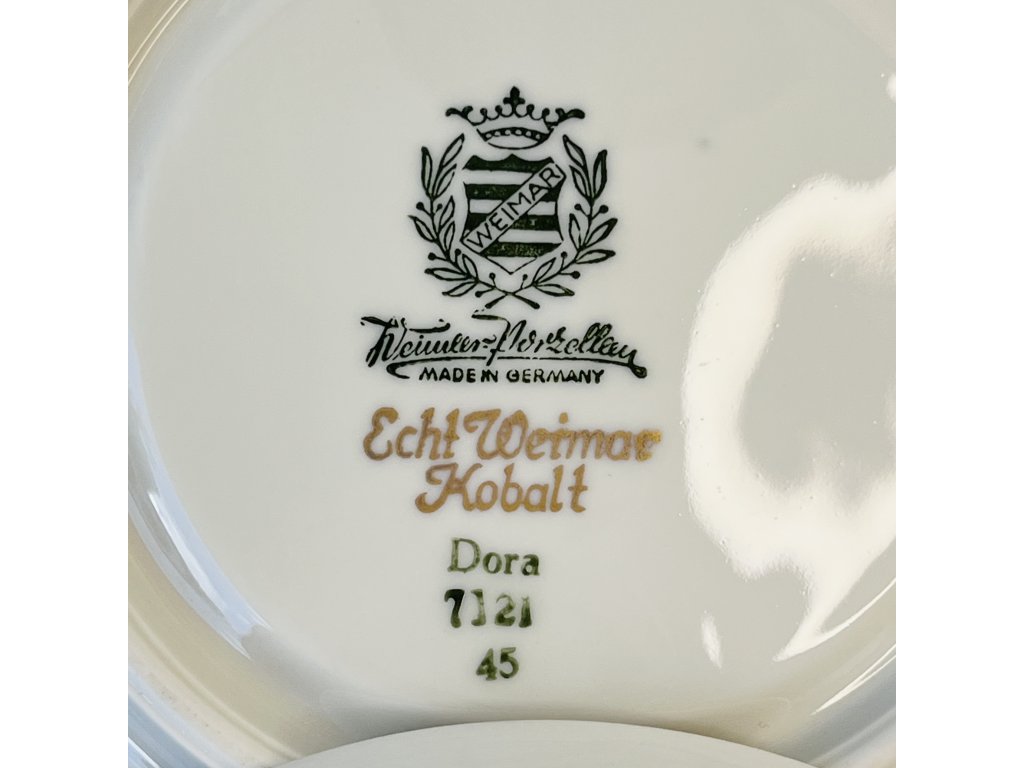 WEIMAR
Weimar-Porzellan
MADE IN GERMANY
Echt Weimar
Kobalt
Dora
7121
45